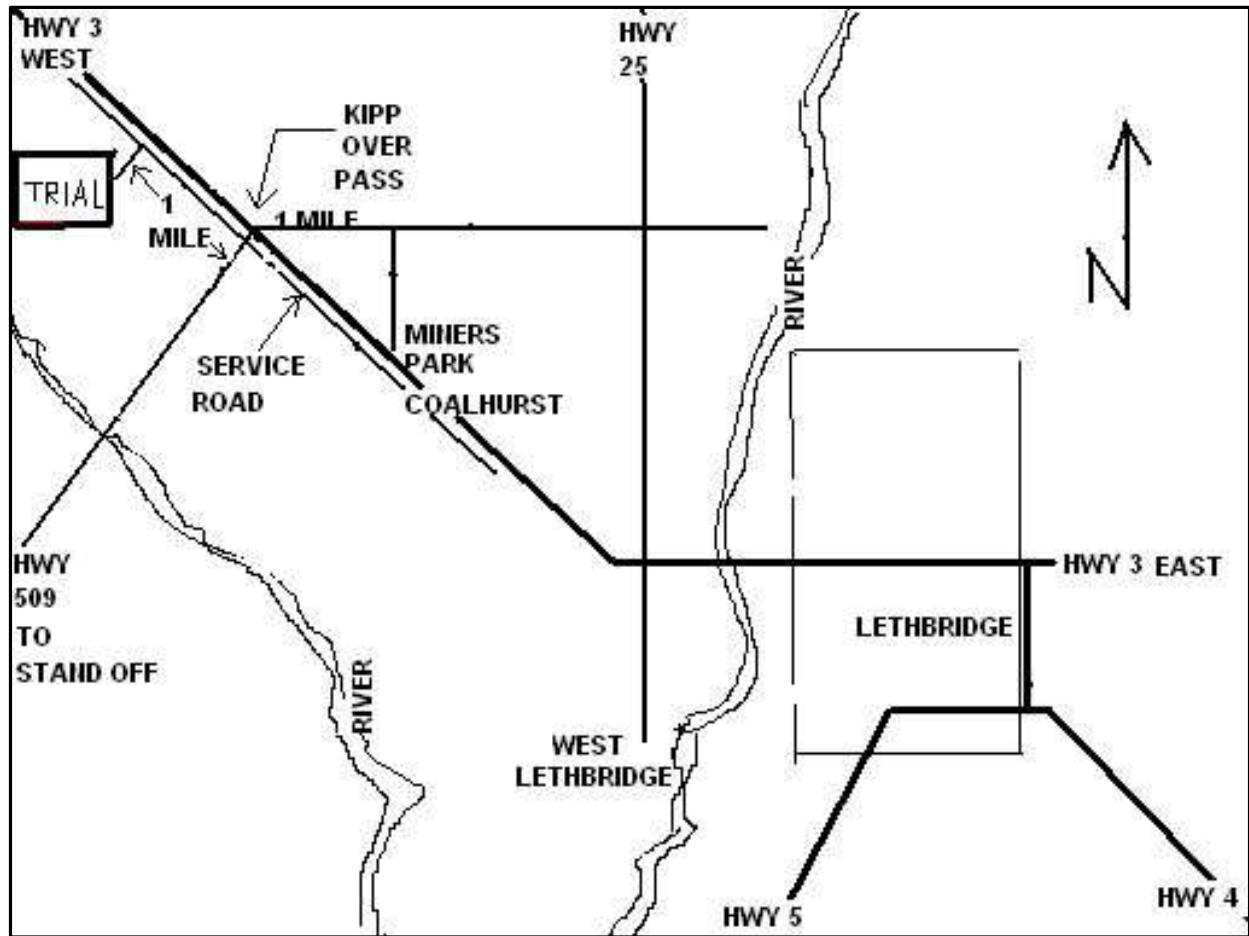 HWY 3
WEST
HWY
25
KIPP
OVER
PASS
TRIAL
1
MILE
1 MILE
RIVER
N
MINERS
PARK
SERVICE
ROAD
COALHURST
HWY
509
TO
STAND OFF
HWY 3 EAST
LETHBRIDGE
RIVER
WEST
LETHBRIDGE
HWY 5
HWY 4